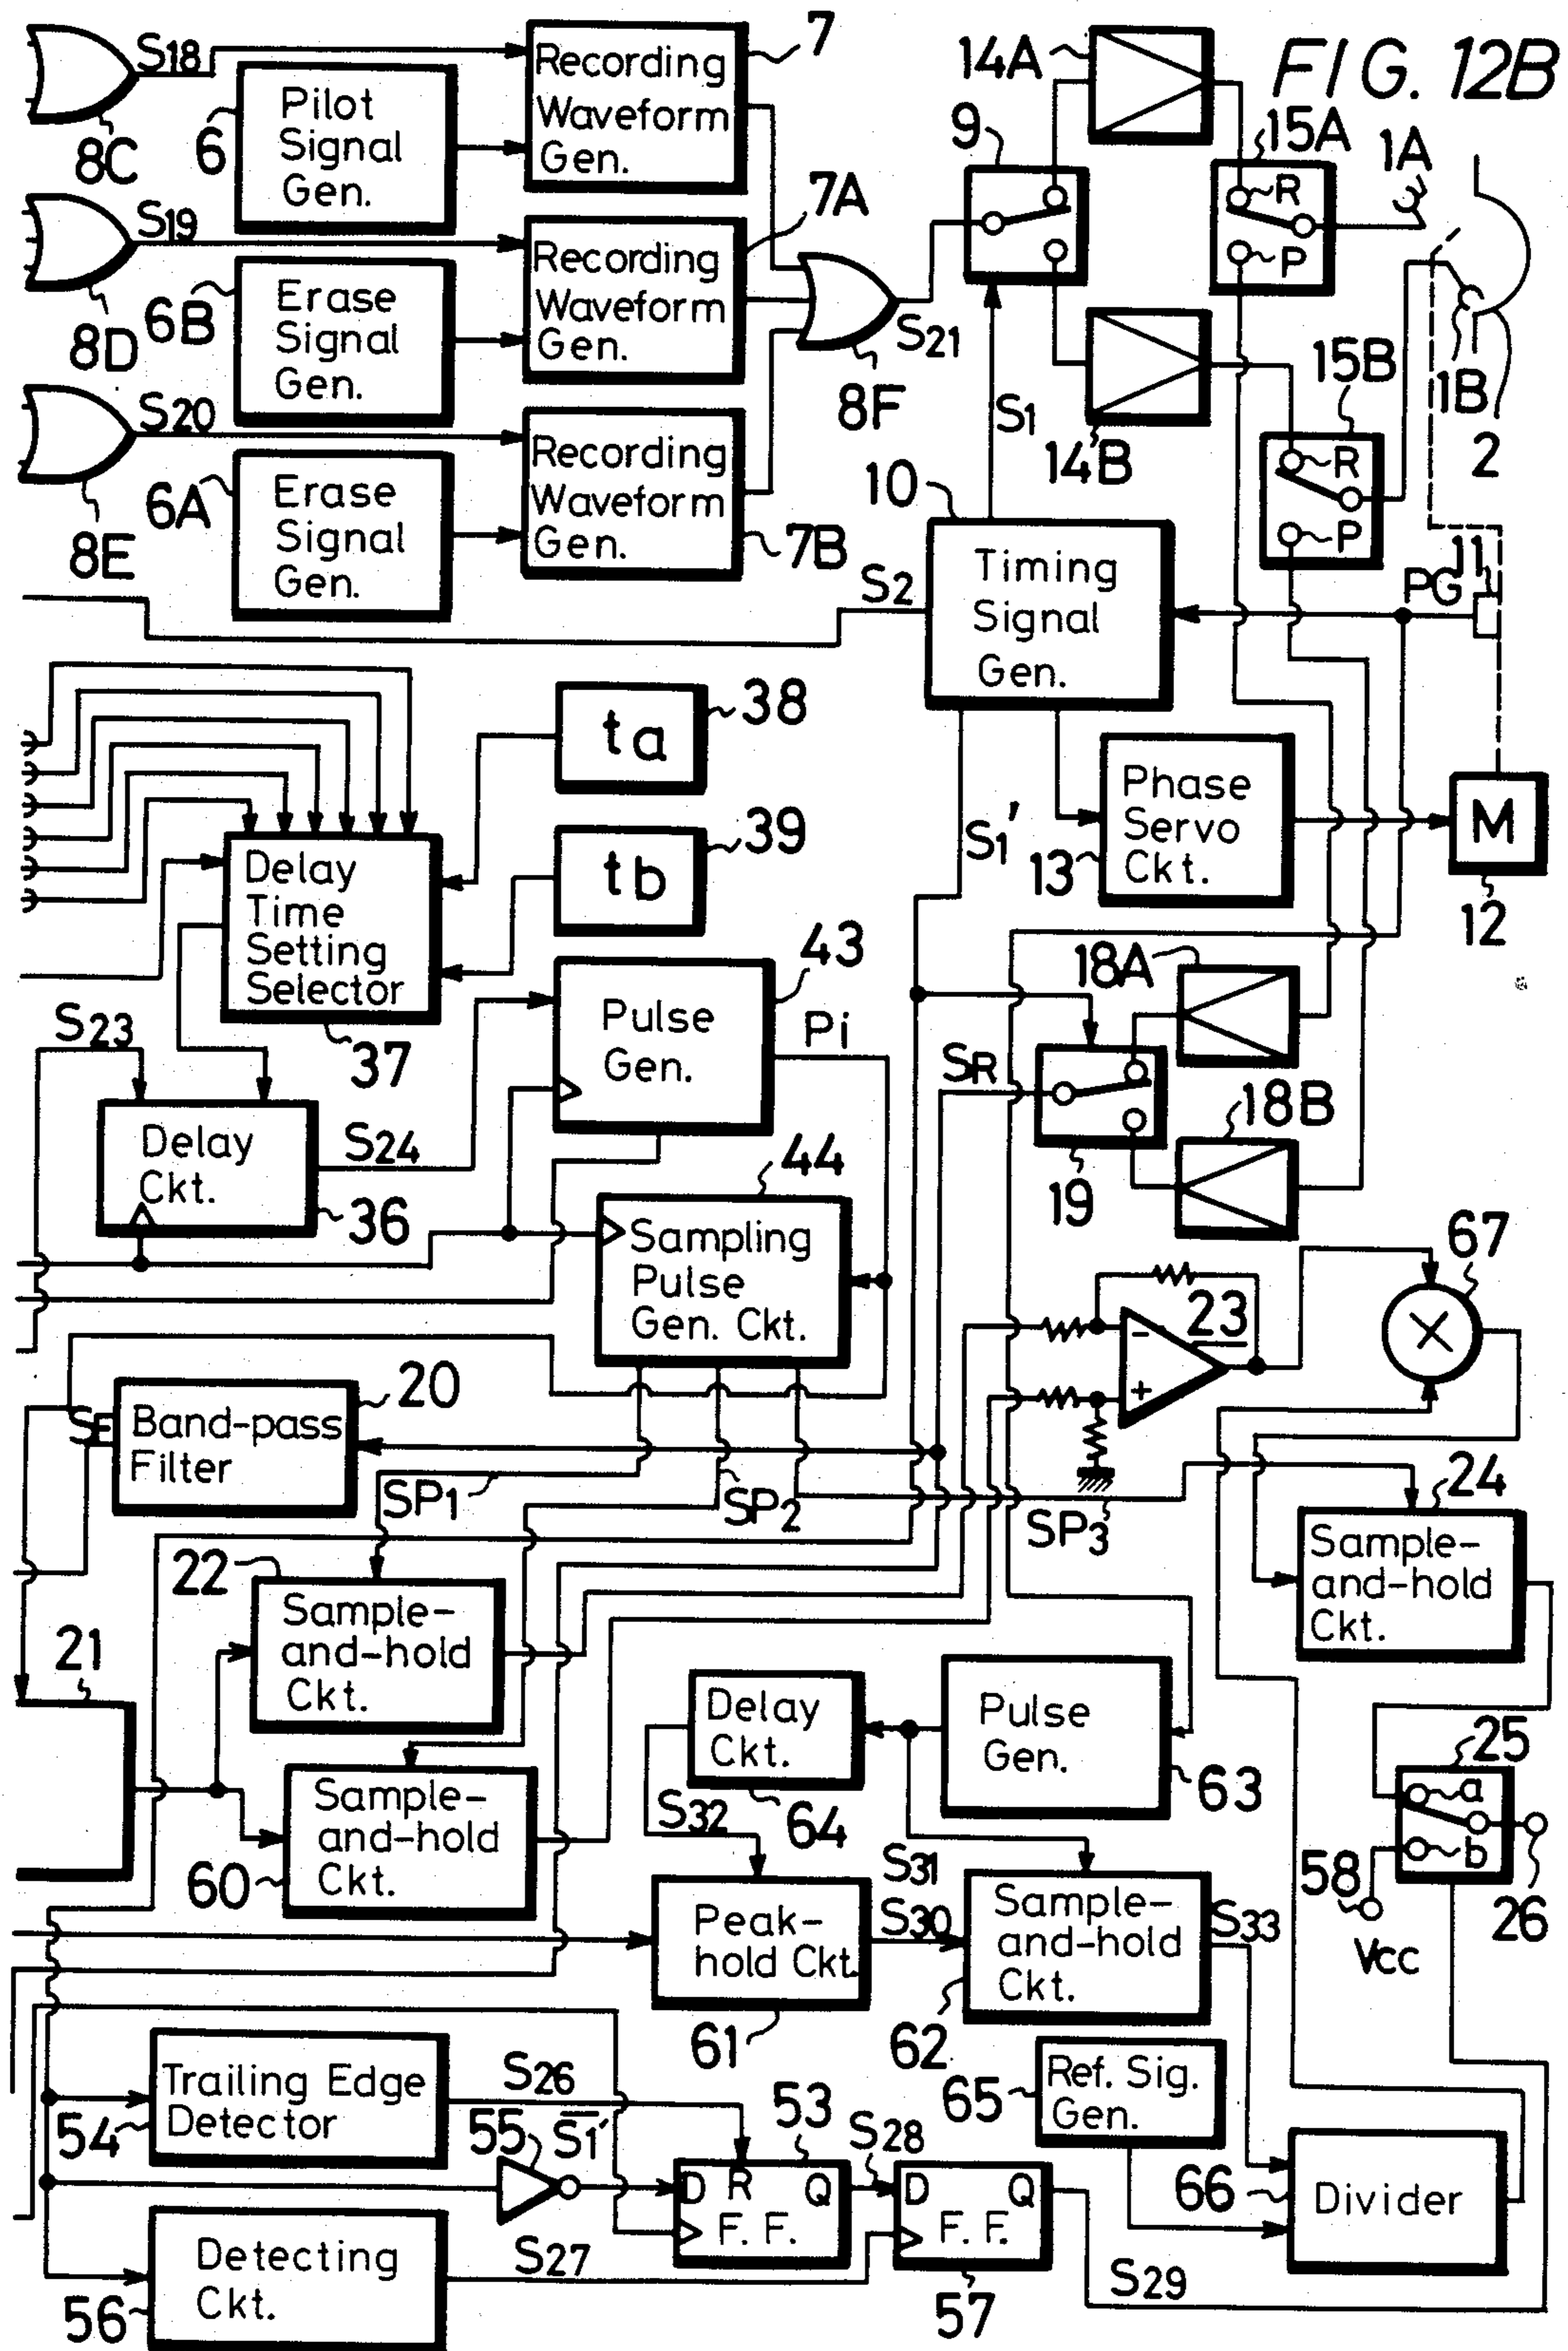 FIG. 12B
S18
8C
6
Pilot
Signal
Gen.
Recording
Waveform
Gen.
7
S19
8D
6B
Erase
Signal
Gen.
Recording
Waveform
Gen.
7A
S20
8E
6A
Erase
Signal
Gen.
Recording
Waveform
Gen.
7B
8F
S21
9
14A
14B
15A
R
P
1A
15B
R
P
1B
2
S1
10
Timing
Signal
Gen.
S2
PG
11
S1'
Phase
Servo
Ckt.
13
M
12
ta
38
tb
39
Delay
Time
Setting
Selector
37
S23
Delay
Ckt.
36
S24
Pulse
Gen.
43
Pi
44
Sampling
Pulse
Gen. Ckt.
SR
18A
18B
19
23
-
+
67
X
20
Band-pass
Filter
SF
SP1
SP2
SP3
24
Sample-
and-hold
Ckt.
22
Sample-
and-hold
Ckt.
21
60
Sample-
and-hold
Ckt.
Delay
Ckt.
64
Pulse
Gen.
63
S32
S31
S30
Peak-
hold Ckt.
61
Sample-
and-hold
Ckt.
62
S33
25
a
b
58
Vcc
26
Trailing Edge
Detector
54
S26
55
S1'
53
D
R
Q
F. F.
S28
D
Q
F. F.
57
S27
Detecting
Ckt.
56
S29
65
Ref. Sig.
Gen.
66
Divider